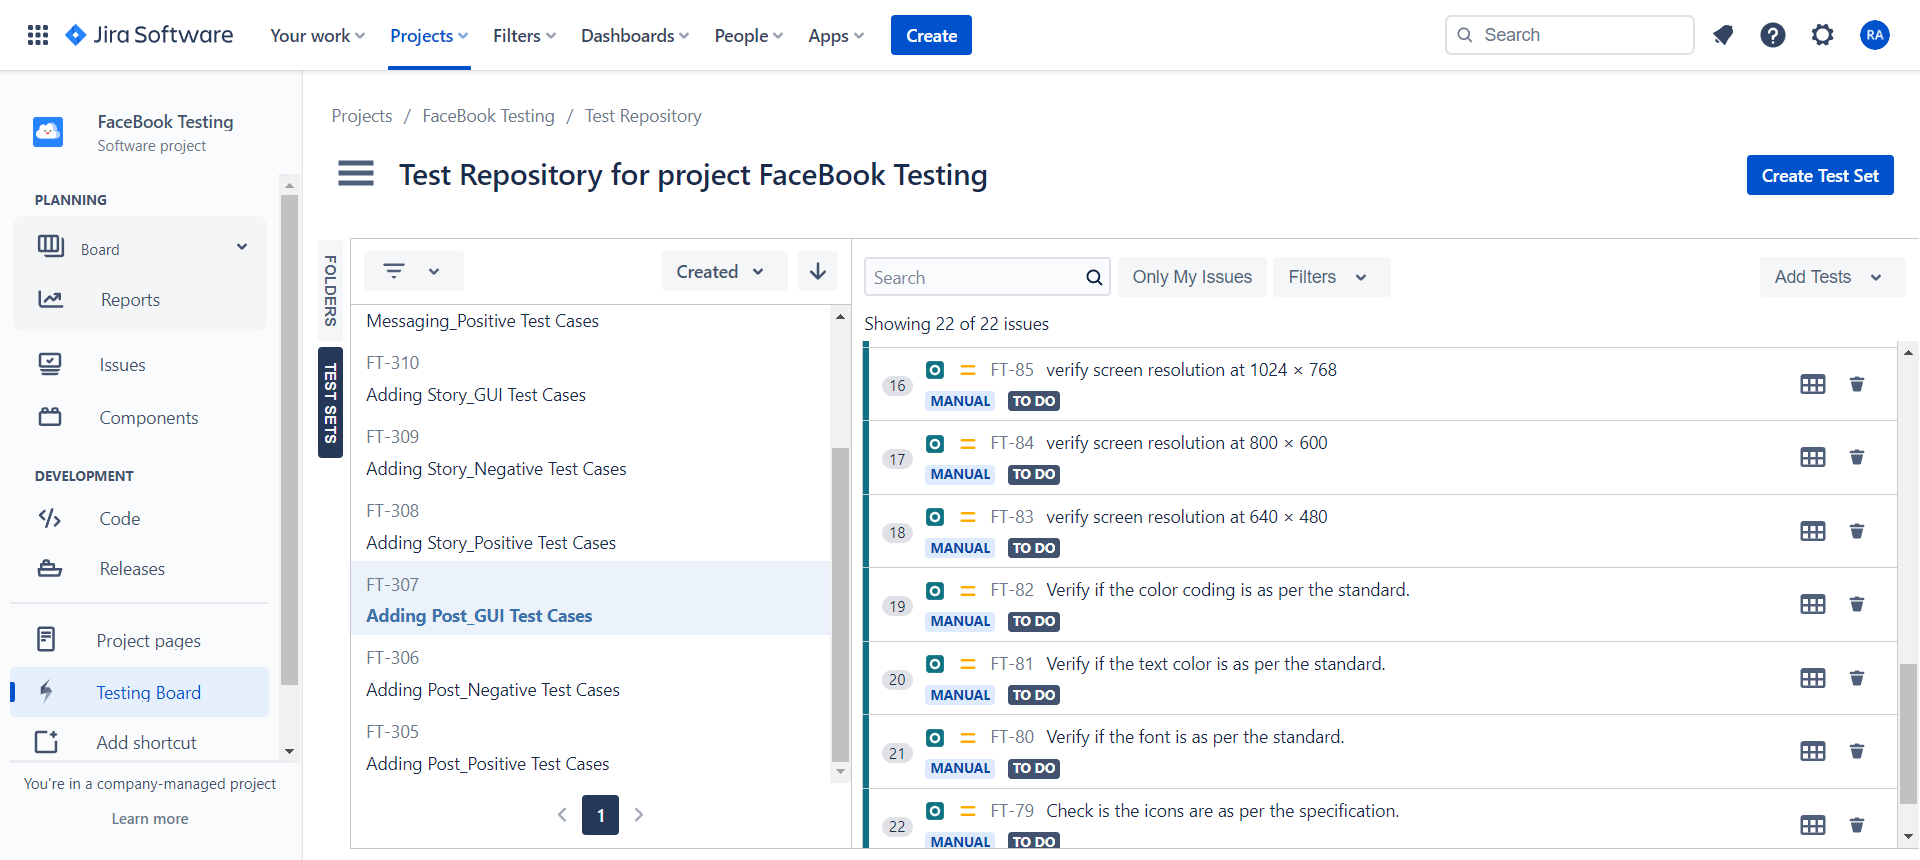 Jira Software
Your work
Projects
Filters
Dashboards
People
Apps
Create
Search
RA
FaceBook Testing
Software project
PLANNING
Board
Reports
Issues
Components
DEVELOPMENT
Code
Releases
Project pages
Testing Board
Add shortcut
You're in a company-managed project
Learn more
Projects / FaceBook Testing / Test Repository
Test Repository for project FaceBook Testing
Create Test Set
FOLDERS
TEST SETS
Created
Messaging_Positive Test Cases
FT-310
Adding Story_GUI Test Cases
FT-309
Adding Story_Negative Test Cases
FT-308
Adding Story_Positive Test Cases
FT-307
Adding Post_GUI Test Cases
FT-306
Adding Post_Negative Test Cases
FT-305
Adding Post_Positive Test Cases
1
Search
Only My Issues
Filters
Add Tests
Showing 22 of 22 issues
16 FT-85 verify screen resolution at 1024 × 768
MANUAL TO DO
17 FT-84 verify screen resolution at 800 × 600
MANUAL TO DO
18 FT-83 verify screen resolution at 640 × 480
MANUAL TO DO
19 FT-82 Verify if the color coding is as per the standard.
MANUAL TO DO
20 FT-81 Verify if the text color is as per the standard.
MANUAL TO DO
21 FT-80 Verify if the font is as per the standard.
MANUAL TO DO
22 FT-79 Check is the icons are as per the specification.
MANUAL TO DO